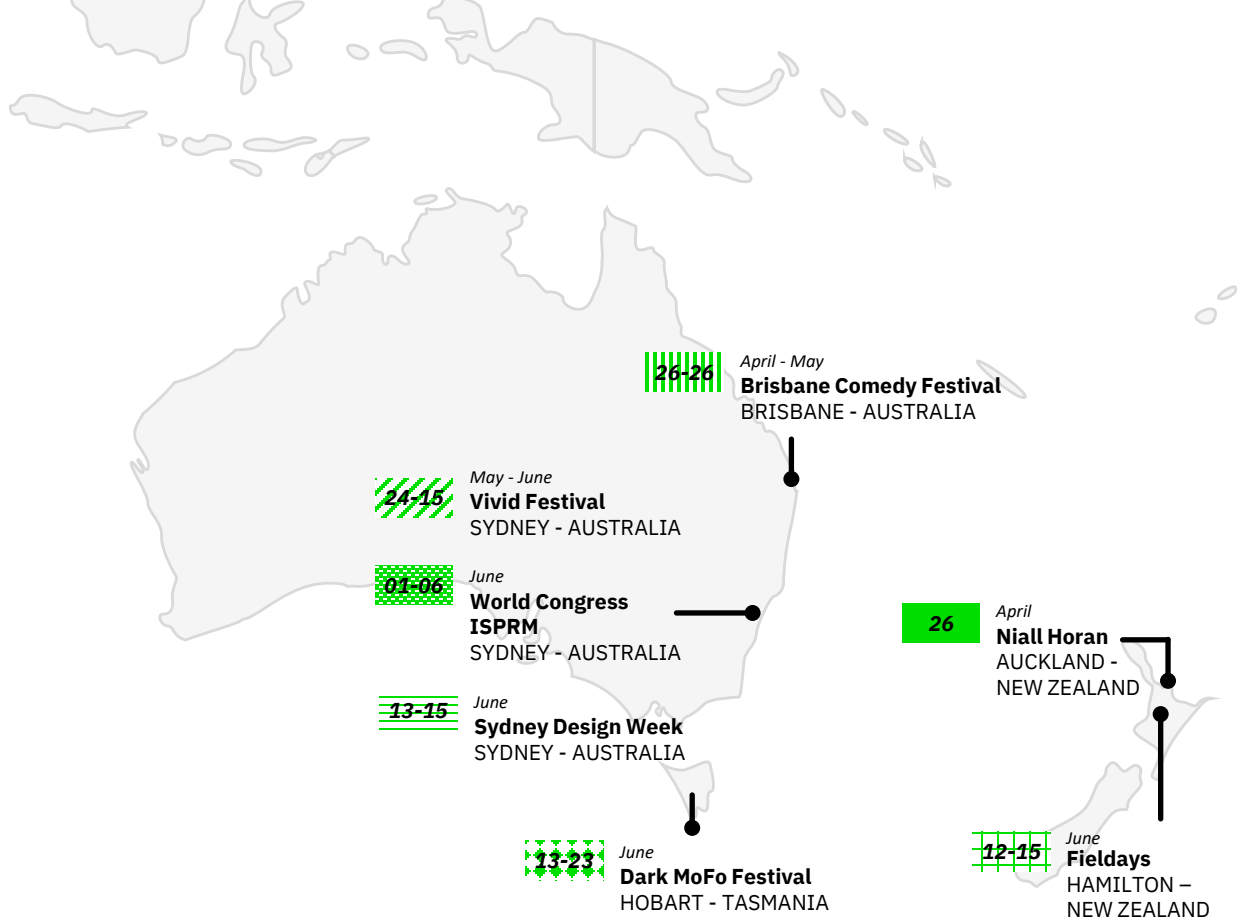 26-26
April - May
Brisbane Comedy Festival
BRISBANE - AUSTRALIA
24-15
May - June
Vivid Festival
SYDNEY - AUSTRALIA
01-06
June
World Congress
ISPRM
SYDNEY - AUSTRALIA
26
April
Niall Horan
AUCKLAND -
NEW ZEALAND
13-15
June
Sydney Design Week
SYDNEY - AUSTRALIA
13-23
June
Dark MoFo Festival
HOBART - TASMANIA
12-15
June
Fieldays
HAMILTON –
NEW ZEALAND